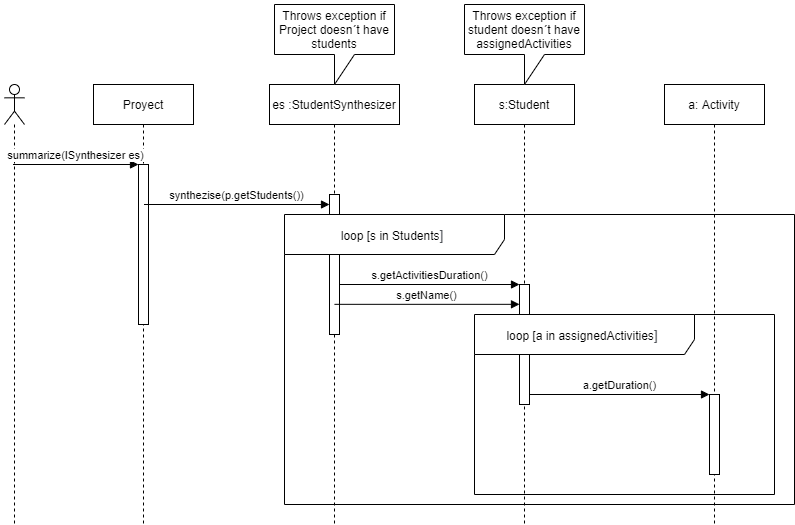 Throws exception if
Project doesn´t have
students
Throws exception if
student doesn´t have
assignedActivities
Proyect
es :StudentSynthesizer
s:Student
a: Activity
summarize(ISynthesizer es)
synthezise(p.getStudents())
loop [s in Students]
s.getActivitiesDuration()
s.getName()
loop [a in assignedActivities]
a.getDuration()